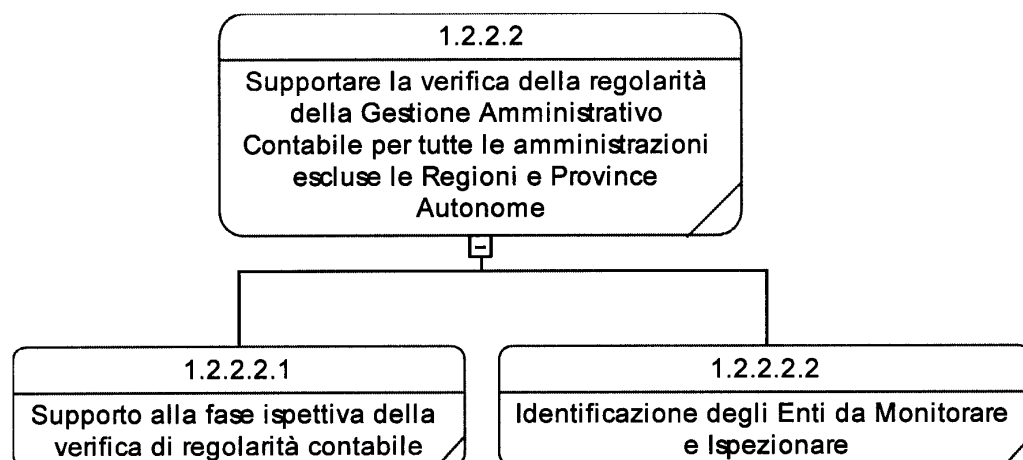 1.2.2.2
Supportare la verifica della regolarità
della Gestione Amministrativo
Contabile per tutte le amministrazioni
escluse le Regioni e Province
Autonome
1.2.2.2.1
Supporto alla fase ispettiva della
verifica di regolarità contabile
1.2.2.2.2
Identificazione degli Enti da Monitorare
e Ispezionare